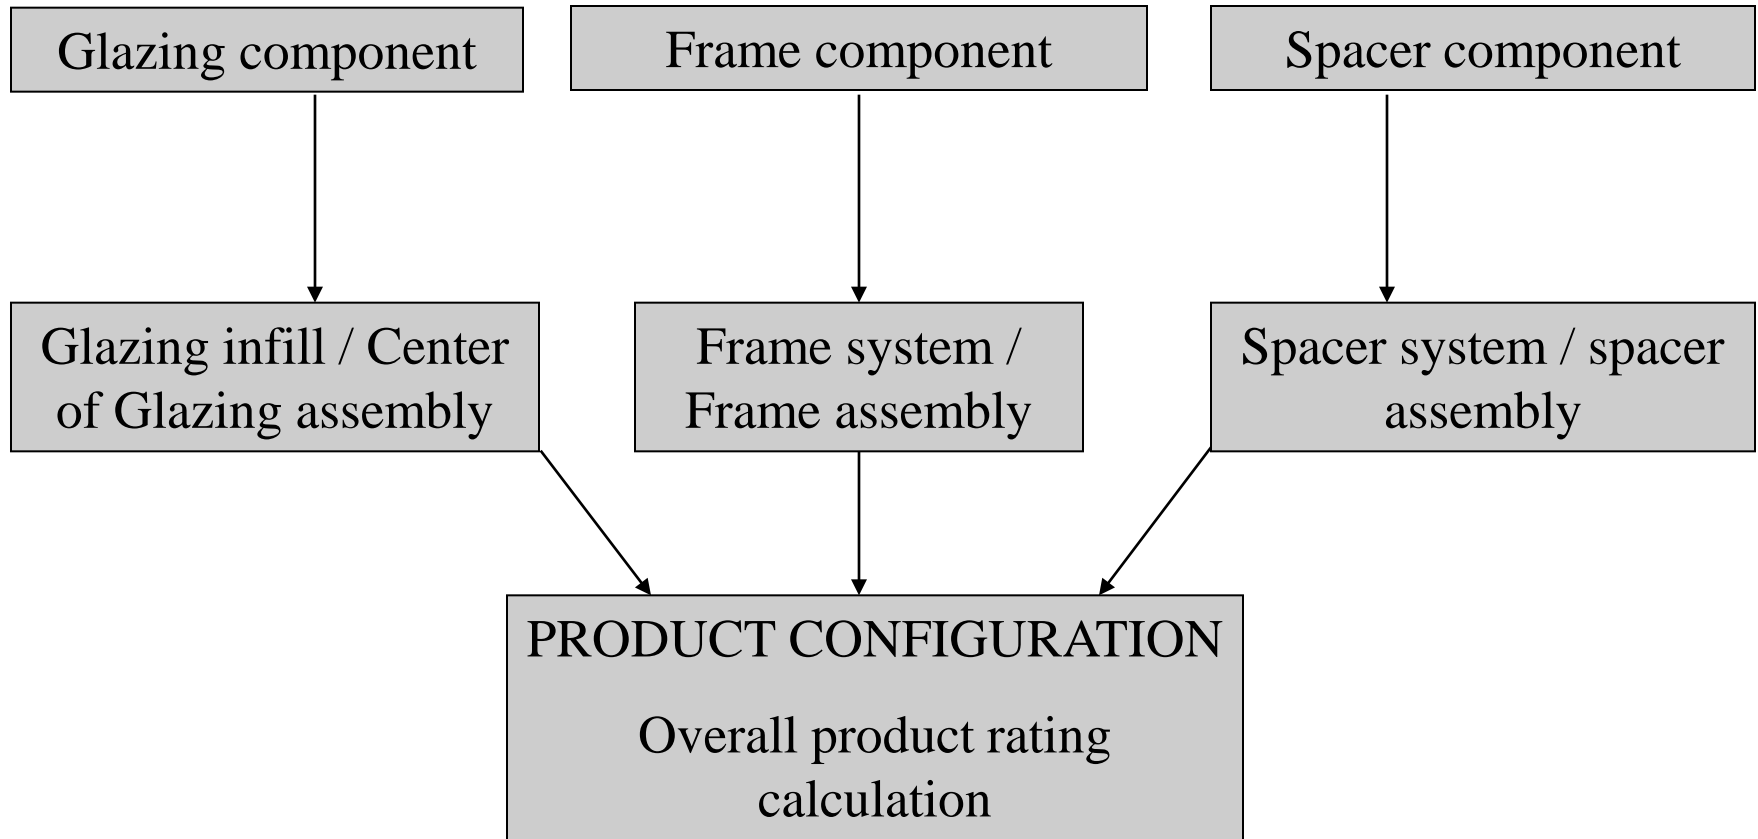 Glazing component
Frame component
Spacer component
Glazing infill / Center
of Glazing assembly
Frame system /
Frame assembly
Spacer system / spacer
assembly
PRODUCT CONFIGURATION
Overall product rating
calculation